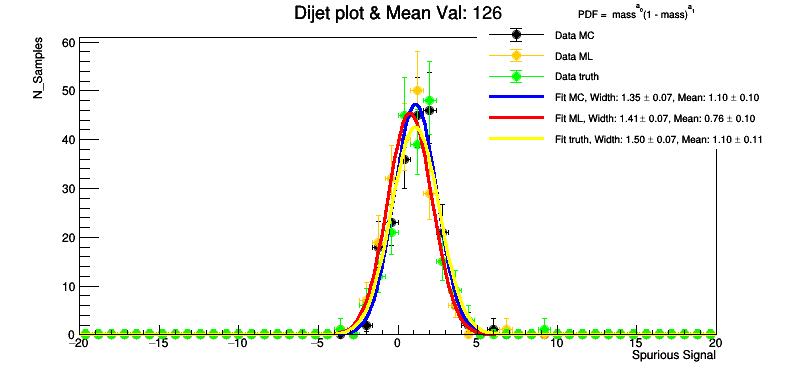 Dijet plot & Mean Val: 126
PDF = mass^a_0(1 - mass)^a_1
Data MC
Data ML
Data truth
Fit MC, Width: 1.35 ± 0.07, Mean: 1.10 ± 0.10
Fit ML, Width: 1.41± 0.07, Mean: 0.76 ± 0.10
Fit truth, Width: 1.50 ± 0.07, Mean: 1.10 ± 0.11
N_Samples
60
50
40
30
20
10
0
−20 −15 −10 −5 0 5 10 15 20
Spurious Signal